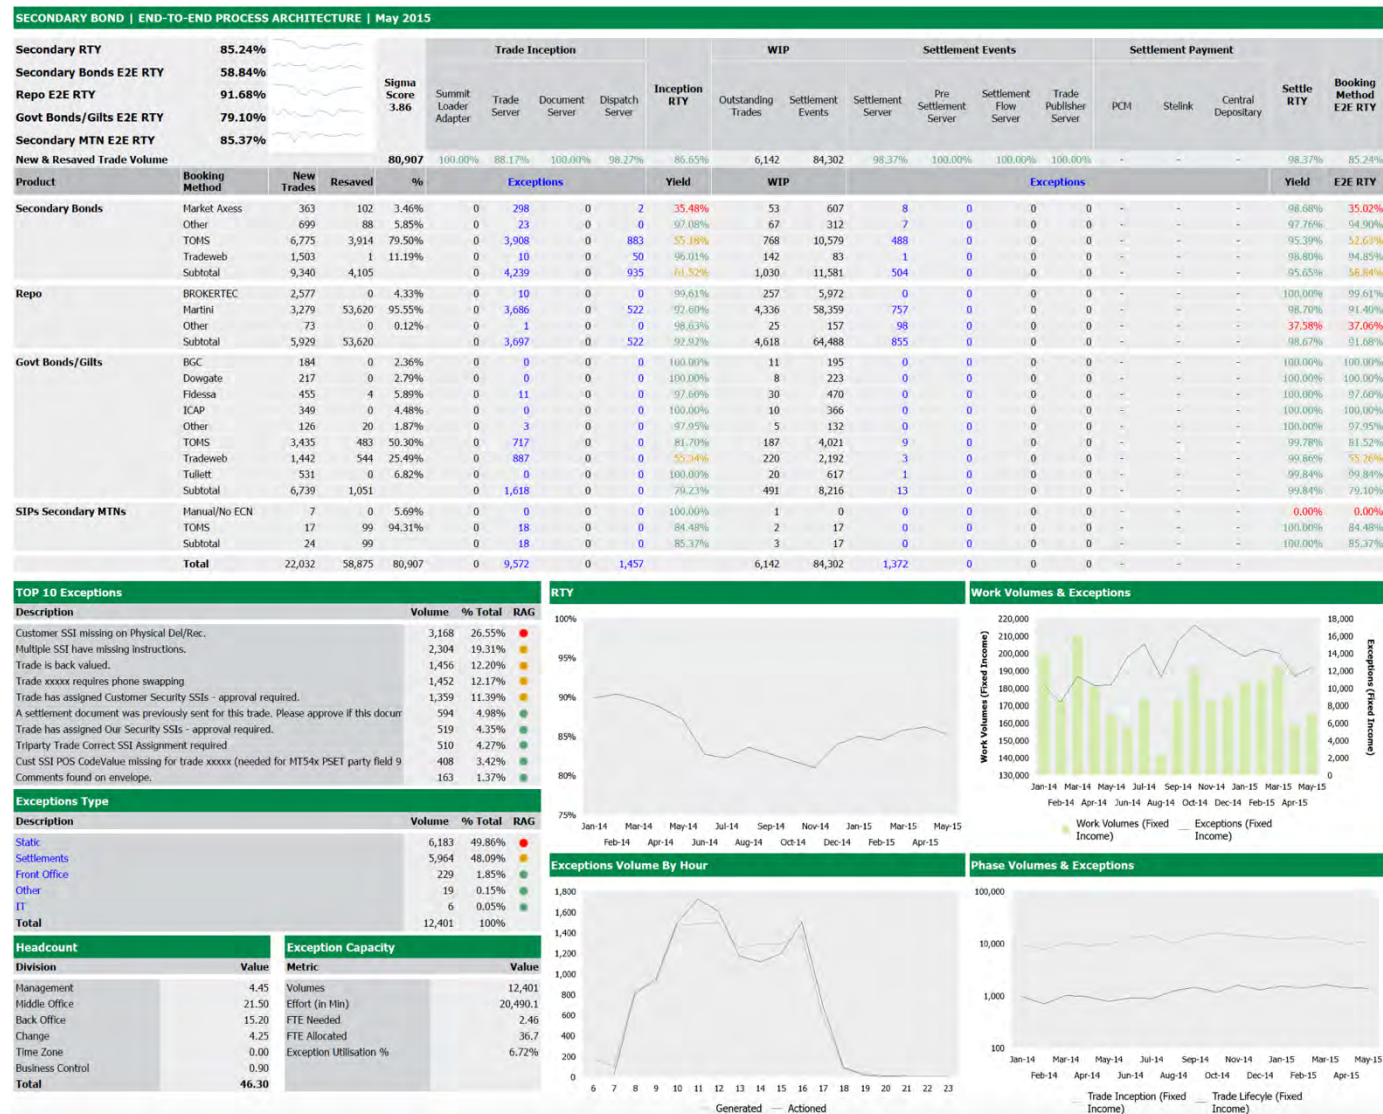 SECONDARY BOND | END-TO-END PROCESS ARCHITECTURE | May 2015
Secondary RTY 85.24%
Secondary Bonds E2E RTY 58.84%
Repo E2E RTY 91.68%
Govt Bonds/Gilts E2E RTY 79.10%
Secondary MTN E2E RTY 85.37%
Sigma Score 3.86
Trade Inception WIP Settlement Events Settlement Payment
Summit Loader Adapter Trade Server Document Server Dispatch Server Inception RTY Outstanding Trades Settlement Events Settlement Server Pre Settlement Server Settlement Flow Server Trade Publisher Server PCM Stelink Central Depositary Settle RTY Booking Method E2E RTY
New & Resaved Trade Volume 80,907 100.00% 88.17% 100.00% 98.27% 86.65% 6,142 84,302 98.37% 100.00% 100.00% 100.00% - - - 98.37% 85.24%
Product Booking Method New Trades Resaved % Exceptions Yield WIP Exceptions Yield E2E RTY
Secondary Bonds Market Axess 363 102 3.46% 0 298 0 2 35.48% 53 607 8 0 0 0 - - - 98.68% 35.02%
Other 699 88 5.85% 0 23 0 0 97.08% 67 312 7 0 0 0 - - - 97.76% 94.90%
TOMS 6,775 3,914 79.50% 0 3,908 0 883 55.18% 768 10,579 488 0 0 0 - - - 95.39% 52.63%
Tradeweb 1,503 1 11.19% 0 10 0 50 96.01% 142 83 1 0 0 0 - - - 98.80% 94.85%
Subtotal 9,340 4,105 0 4,239 0 935 61.52% 1,030 11,581 504 0 0 0 - - - 95.65% 58.84%
Repo BROKERTEC 2,577 0 4.33% 0 10 0 0 99.61% 257 5,972 0 0 0 0 - - - 100.00% 99.61%
Martini 3,279 53,620 95.55% 0 3,686 0 522 92.60% 4,336 58,359 757 0 0 0 - - - 98.70% 91.40%
Other 73 0 0.12% 0 1 0 0 98.63% 25 157 98 0 0 0 - - - 37.58% 37.06%
Subtotal 5,929 53,620 0 3,697 0 522 92.92% 4,618 64,488 855 0 0 0 - - - 98.67% 91.68%
Govt Bonds/Gilts BGC 184 0 2.36% 0 0 0 0 100.00% 11 195 0 0 0 0 - - - 100.00% 100.00%
Dowgate 217 0 2.79% 0 0 0 0 100.00% 8 223 0 0 0 0 - - - 100.00% 100.00%
Fidessa 455 4 5.89% 0 11 0 0 97.60% 30 470 0 0 0 0 - - - 100.00% 97.60%
ICAP 349 0 4.48% 0 0 0 0 100.00% 10 366 0 0 0 0 - - - 100.00% 100.00%
Other 126 20 1.87% 0 3 0 0 97.95% 5 132 0 0 0 0 - - - 100.00% 97.95%
TOMS 3,435 483 50.30% 0 717 0 0 81.70% 187 4,021 9 0 0 0 - - - 99.78% 81.52%
Tradeweb 1,442 544 25.49% 0 887 0 0 55.34% 220 2,192 3 0 0 0 - - - 99.86% 55.26%
Tullett 531 0 6.82% 0 0 0 0 100.00% 20 617 1 0 0 0 - - - 99.84% 99.84%
Subtotal 6,739 1,051 0 1,618 0 0 79.23% 491 8,216 13 0 0 0 - - - 99.84% 79.10%
SIPs Secondary MTNs Manual/No ECN 7 0 5.69% 0 0 0 0 100.00% 1 0 0 0 0 0 - - - 0.00% 0.00%
TOMS 17 99 94.31% 0 18 0 0 84.48% 2 17 0 0 0 0 - - - 100.00% 84.48%
Subtotal 24 99 0 18 0 0 85.37% 3 17 0 0 0 0 - - - 100.00% 85.37%
Total 22,032 58,875 80,907 0 9,572 0 1,457 6,142 84,302 1,372 0 0 0 - - -
TOP 10 Exceptions
Description Volume % Total RAG
Customer SSI missing on Physical Del/Rec. 3,168 26.55%
Multiple SSI have missing instructions. 2,304 19.31%
Trade is back valued. 1,456 12.20%
Trade xxxxx requires phone swapping 1,452 12.17%
Trade has assigned Customer Security SSIs - approval required. 1,359 11.39%
A settlement document was previously sent for this trade. Please approve if this docum 594 4.98%
Trade has assigned Our Security SSIs - approval required. 519 4.35%
Triparty Trade Correct SSI Assignment required 510 4.27%
Cust SSI POS CodeValue missing for trade xxxxx (needed for MT54x PSET party field 9 408 3.42%
Comments found on envelope. 163 1.37%
Exceptions Type
Description Volume % Total RAG
Static 6,183 49.86%
Settlements 5,964 48.09%
Front Office 229 1.85%
Other 19 0.15%
IT 6 0.05%
Total 12,401 100%
Headcount
Division Value
Management 4.45
Middle Office 21.50
Back Office 15.20
Change 4.25
Time Zone 0.00
Business Control 0.90
Total 46.30
Exception Capacity
Metric Value
Volumes 12,401
Effort (in Min) 20,490.1
FTE Needed 2.46
FTE Allocated 36.7
Exception Utilisation % 6.72%
RTY
100%
95%
90%
85%
80%
75%
Jan-14 Mar-14 May-14 Jul-14 Sep-14 Nov-14 Jan-15 Mar-15 May-15
Feb-14 Apr-14 Jun-14 Aug-14 Oct-14 Dec-14 Feb-15 Apr-15
Work Volumes & Exceptions
Work Volumes (Fixed Income)
220,000
210,000
200,000
190,000
180,000
170,000
160,000
150,000
140,000
130,000
18,000
16,000
14,000
12,000
10,000
8,000
6,000
4,000
2,000
0
Exceptions (Fixed Income)
Jan-14 Mar-14 May-14 Jul-14 Sep-14 Nov-14 Jan-15 Mar-15 May-15
Feb-14 Apr-14 Jun-14 Aug-14 Oct-14 Dec-14 Feb-15 Apr-15
Work Volumes (Fixed Income) Exceptions (Fixed Income)
Exceptions Volume By Hour
1,800
1,600
1,400
1,200
1,000
800
600
400
200
0
6 7 8 9 10 11 12 13 14 15 16 17 18 19 20 21 22 23
Generated Actioned
Phase Volumes & Exceptions
100,000
10,000
1,000
100
Jan-14 Mar-14 May-14 Jul-14 Sep-14 Nov-14 Jan-15 Mar-15 May-15
Feb-14 Apr-14 Jun-14 Aug-14 Oct-14 Dec-14 Feb-15 Apr-15
Trade Inception (Fixed Income) Trade Lifecyle (Fixed Income)